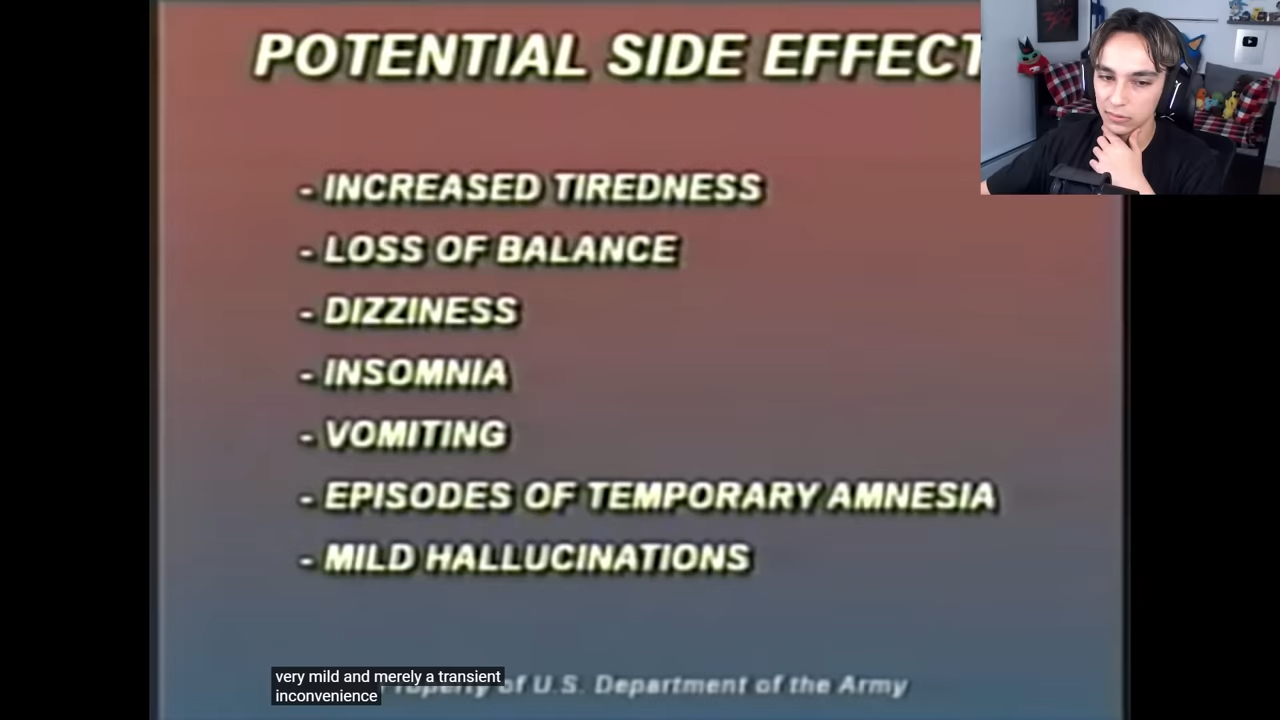 POTENTIAL SIDE EFFECT
- INCREASED TIREDNESS
- LOSS OF BALANCE
- DIZZINESS
- INSOMNIA
- VOMITING
- EPISODES OF TEMPORARY AMNESIA
- MILD HALLUCINATIONS
very mild and merely a transient
inconvenience
Property of U.S. Department of the Army